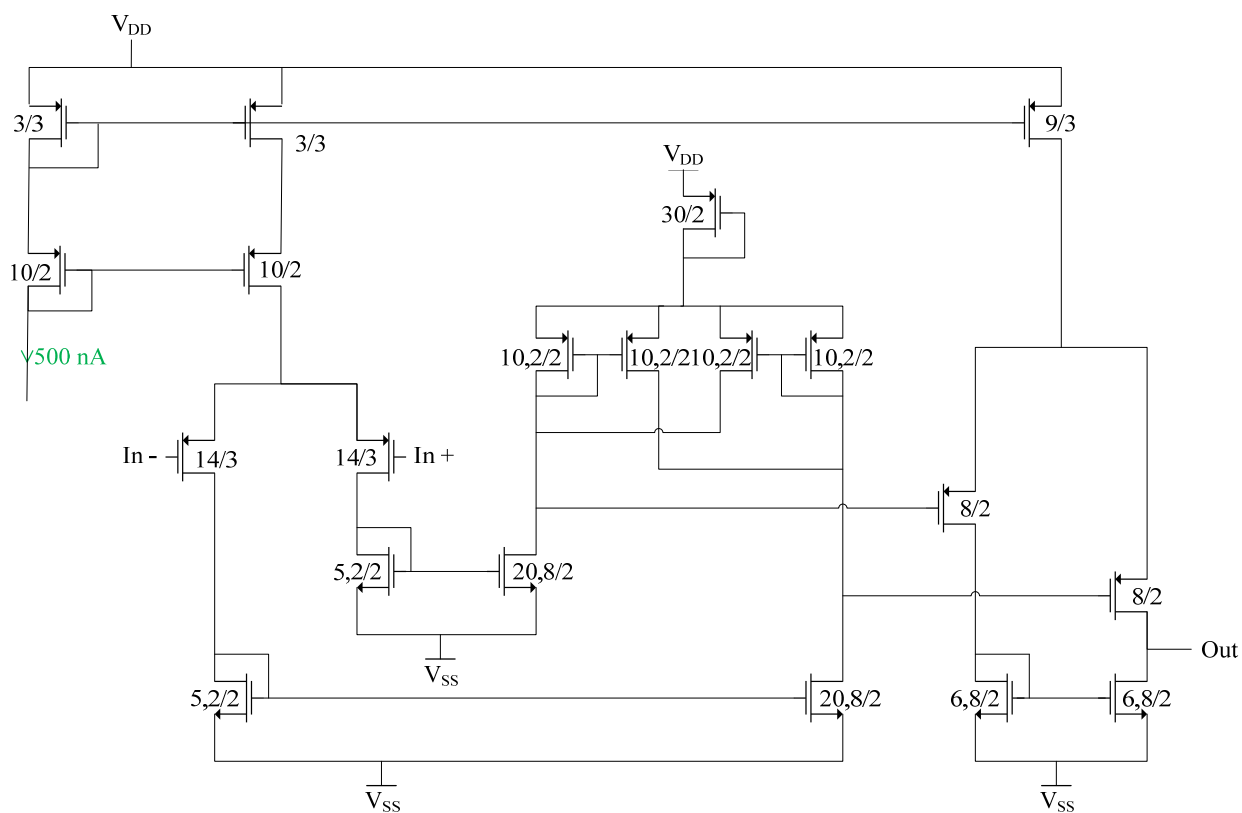 VDD
3/3
3/3
9/3
VDD
30/2
10/2
10/2
500 nA
10,2/2
10,2/2
10,2/2
10,2/2
In -
14/3
14/3
In +
8/2
5,2/2
20,8/2
8/2
Out
VSS
5,2/2
20,8/2
6,8/2
6,8/2
VSS
VSS